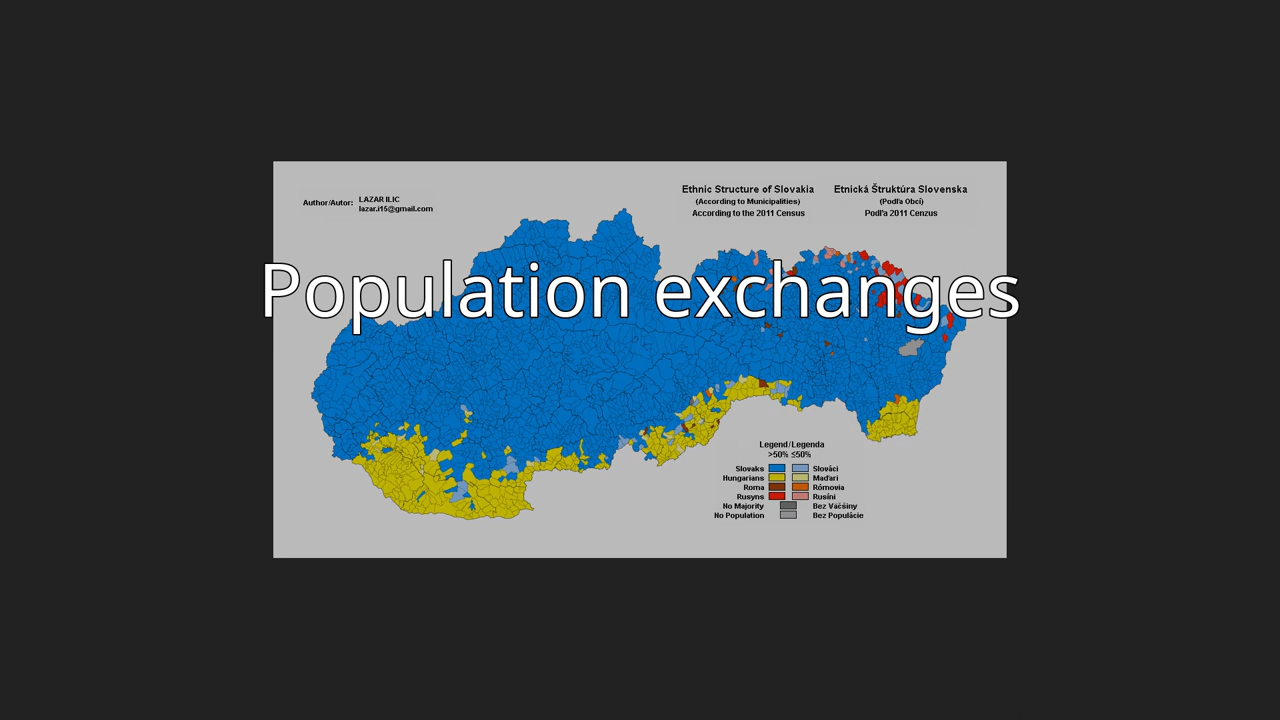 Author/Autor: LAZAR ILIC
lazar.i15@gmail.com
Ethnic Structure of Slovakia
(According to Municipalities)
According to the 2011 Census
Etnická Štruktúra Slovenska
(Podľa Obcí)
Podľa 2011 Cenzus
Population exchanges
Legend/Legenda
>50% ≤50%
Slovaks Slováci
Hungarians Maďari
Roma Rómovia
Rusyns Rusíni
No Majority Bez Väčšiny
No Population Bez Populácie